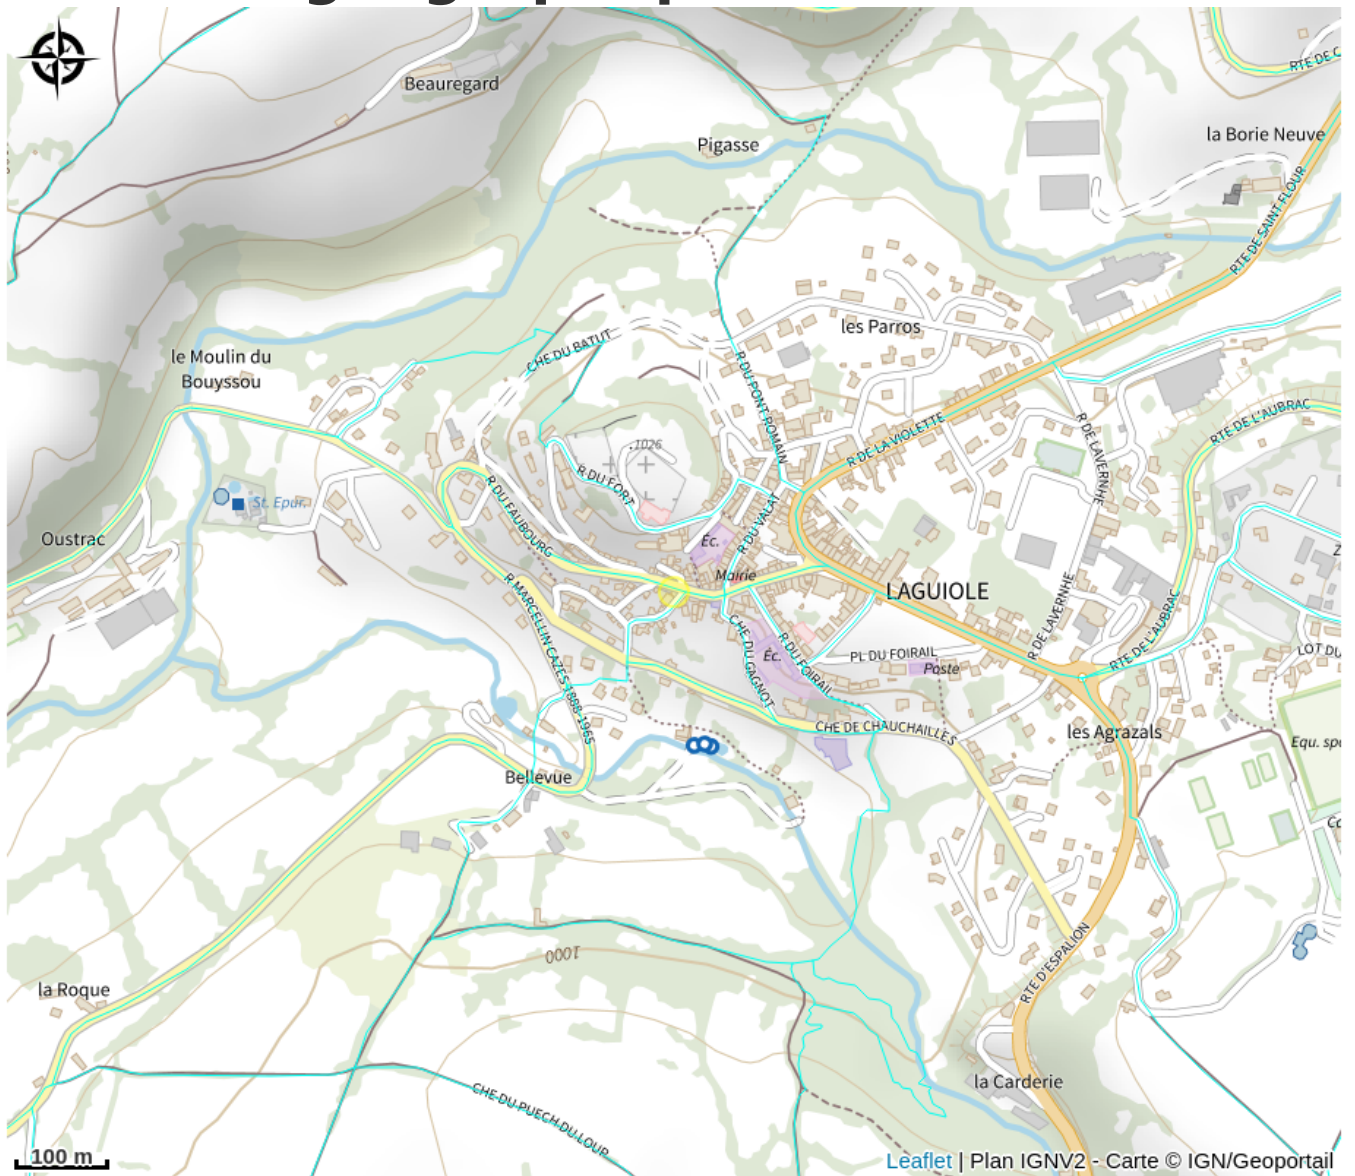 Beauregard
RTE DE C
Pigasse
la Borie Neuve
RTE DE SAINT-FLOUR
les Parros
CHE DU BATUT
le Moulin du
Bouyssou
R DU PONT ROMAIN
R DE LA VIOLETTE
R DE LAVERNHE
RTE DE L'AUBRAC
1026
R DU FORT
R DU FAUBOURG
St. Epur.
R DU VALAT
Oustrac
Éc.
Z
Mairie
LAGUIOLE
R MARCELLIN CAZES 1888-1965
CHE DU GAGNOT
R DU FOIRAIL
R DE LAVERNHE
RTE DE L'AUBRAC
Éc.
PL DU FOIRAIL
Poste
LOT DU
CHE DE CHAUCHAILLES
les Agrazals
Equ. spo
Bellevue
Co
1000
la Roque
RTE D'ESPALION
la Carderie
CHE DU PUECH DU LOUP
100 m
Leaflet | Plan IGNV2 - Carte © IGN/Geoportail